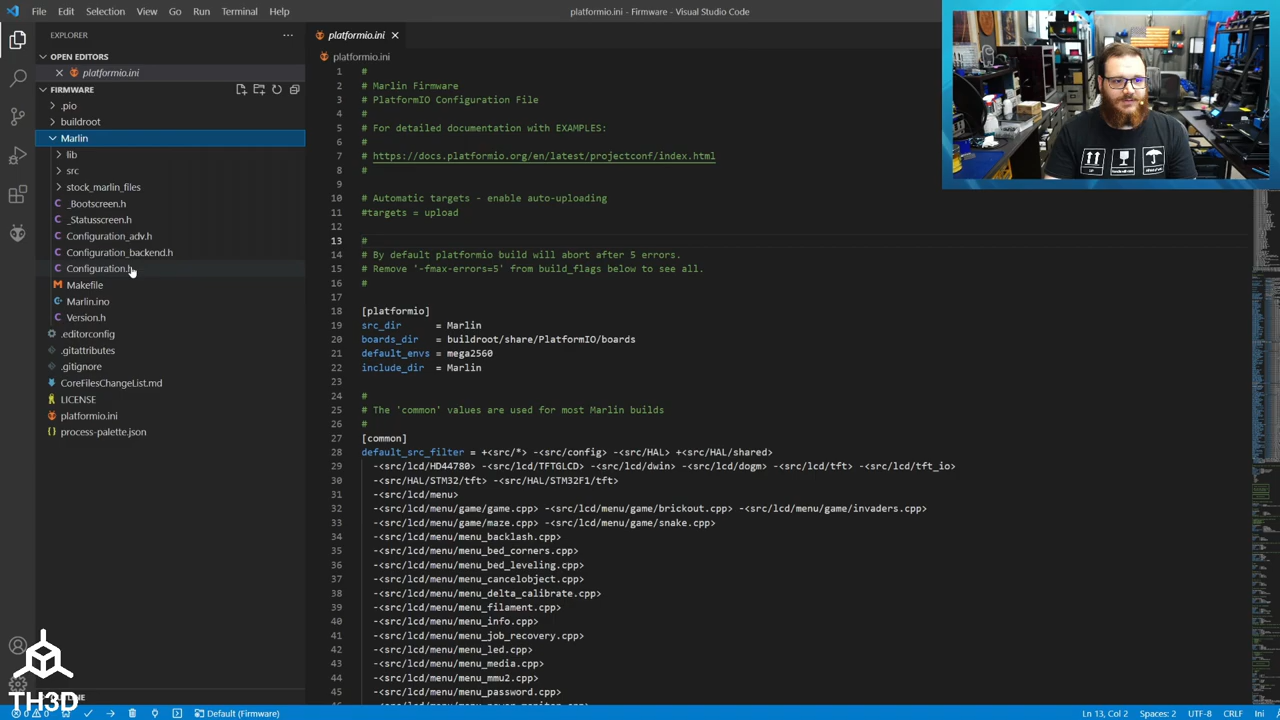 File Edit Selection View Go Run Terminal Help
platformio.ini - Firmware - Visual Studio Code
EXPLORER
OPEN EDITORS
platformio.ini
FIRMWARE
.pio
buildroot
Marlin
lib
src
stock_marlin_files
_Bootscreen.h
_Statusscreen.h
Configuration_adv.h
Configuration_backend.h
Configuration.h
Makefile
Marlin.ino
Version.h
.editorconfig
.gitattributes
.gitignore
CoreFilesChangeList.md
LICENSE
platformio.ini
process-palette.json
TH3D
platformio.ini
platformio.ini
1 #
2 # Marlin Firmware
3 # PlatformIO Configuration File
4 #
5 # For detailed documentation with EXAMPLES:
6 #
7 # https://docs.platformio.org/en/latest/projectconf/index.html
8 #
9
10 # Automatic targets - enable auto-uploading
11 #targets = upload
12
13 #
14 # By default platformio build will abort after 5 errors.
15 # Remove '-fmax-errors=5' from build_flags below to see all.
16 #
17
18 [platformio]
19 src_dir = Marlin
20 boards_dir = buildroot/share/PlatformIO/boards
21 default_envs = mega2560
22 include_dir = Marlin
23
24 #
25 # The 'common' values are used for most Marlin builds
26 #
27 [common]
28 default_src_filter = +<src/*> -<src/config> -<src/HAL> +<src/HAL/shared>
29 -<src/lcd/HD44780> -<src/lcd/TFTGLCD> -<src/lcd/dwin> -<src/lcd/dogm> -<src/lcd/tft> -<src/lcd/tft_io>
30 -<src/HAL/STM32/tft> -<src/HAL/STM32F1/tft>
31 -<src/lcd/menu>
32 -<src/lcd/menu/game/game.cpp> -<src/lcd/menu/game/brickout.cpp> -<src/lcd/menu/game/invaders.cpp>
33 -<src/lcd/menu/game/maze.cpp> -<src/lcd/menu/game/snake.cpp>
34 -<src/lcd/menu/menu_backlash.cpp>
35 -<src/lcd/menu/menu_bed_corners.cpp>
36 -<src/lcd/menu/menu_bed_leveling.cpp>
37 -<src/lcd/menu/menu_cancelobject.cpp>
38 -<src/lcd/menu/menu_delta_calibrate.cpp>
39 -<src/lcd/menu/menu_filament.cpp>
40 -<src/lcd/menu/menu_info.cpp>
41 -<src/lcd/menu/menu_job_recovery.cpp>
42 -<src/lcd/menu/menu_led.cpp>
43 -<src/lcd/menu/menu_media.cpp>
44 -<src/lcd/menu/menu_mmu2.cpp>
45 -<src/lcd/menu/menu_password.cpp>
Default (Firmware)
Ln 13, Col 2 Spaces: 2 UTF-8 CRLF Ini